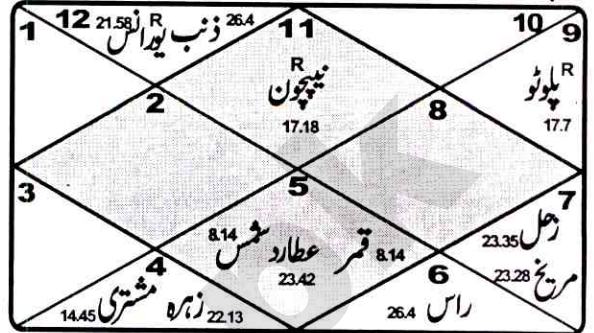 1
12
21.58 R یورانس ذنب 26.4
11
10
9
R
نیپچون
17.18
پلوٹو R
17.7
2
8
3
5
7
8.14 شمس عطارد قمر 8.14
23.42
زحل 23.35
مریخ 23.28
4
6
14.45 مشتری زہرہ 22.13
26.4 راس